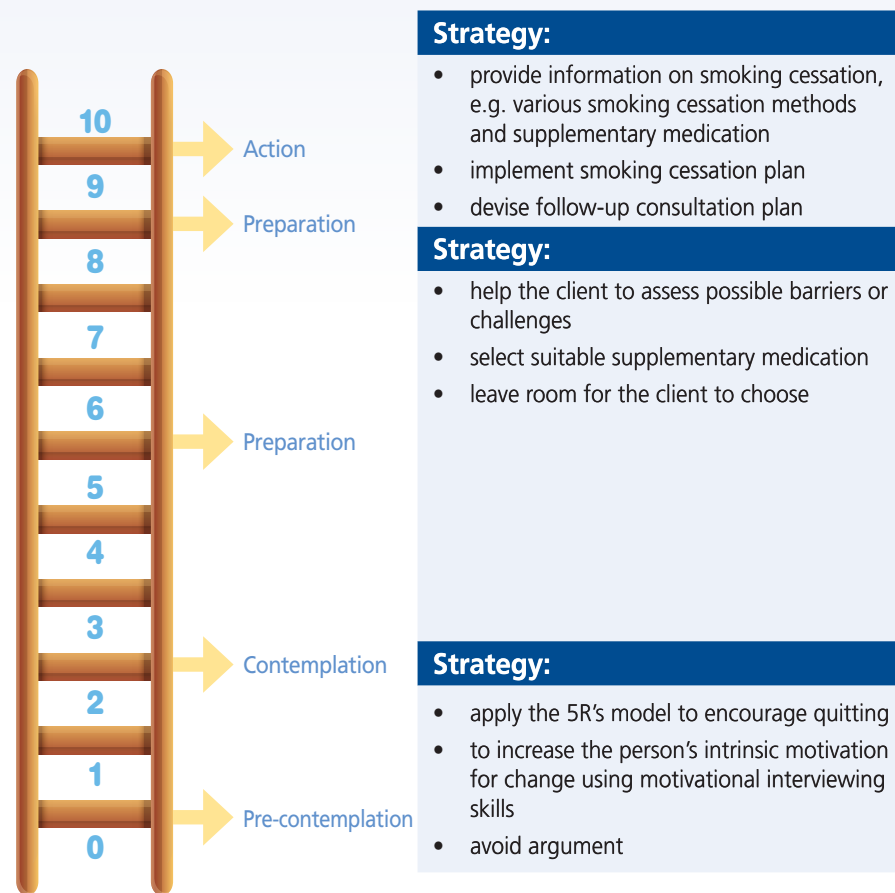 10
Action
9
Preparation
8
7
6
Preparation
5
4
3
Contemplation
2
1
Pre-contemplation
0
Strategy:
• provide information on smoking cessation,
e.g. various smoking cessation methods
and supplementary medication
• implement smoking cessation plan
• devise follow-up consultation plan
Strategy:
• help the client to assess possible barriers or
challenges
• select suitable supplementary medication
• leave room for the client to choose
Strategy:
• apply the 5R’s model to encourage quitting
• to increase the person’s intrinsic motivation
for change using motivational interviewing
skills
• avoid argument